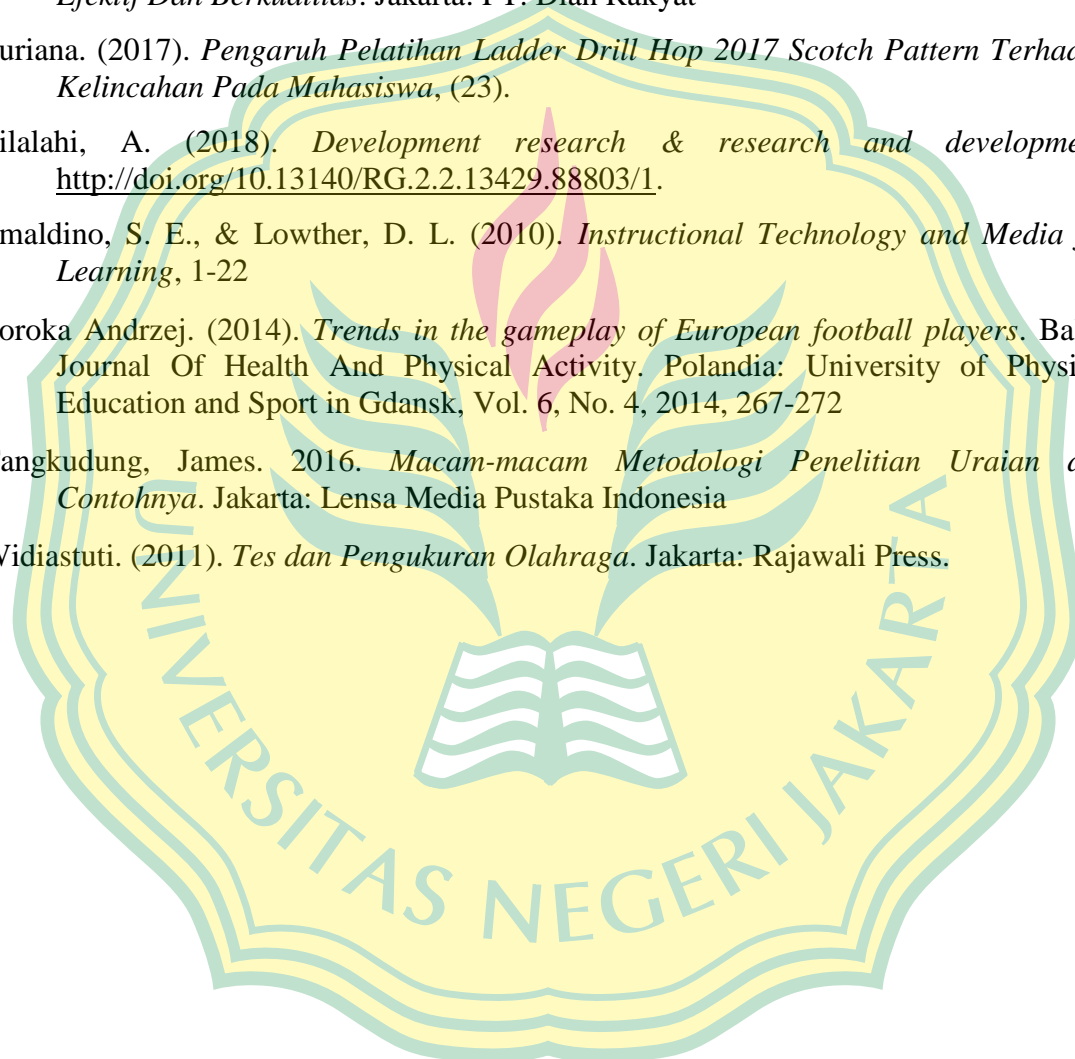 Efektif Dan Berkualitas. Jakarta: PT. Dian Rakyat
uriana. (2017). Pengaruh Pelatihan Ladder Drill Hop 2017 Scotch Pattern Terhad
Kelincahan Pada Mahasiswa, (23).
ilalahi, A. (2018). Development research & research and developme
http://doi.org/10.13140/RG.2.2.13429.88803/1.
maldino, S. E., & Lowther, D. L. (2010). Instructional Technology and Media
Learning, 1-22
oroka Andrzej. (2014). Trends in the gameplay of European football players. Bal
Journal Of Health And Physical Activity. Polandia: University of Physi
Education and Sport in Gdansk, Vol. 6, No. 4, 2014, 267-272
angkudung, James. 2016. Macam-macam Metodologi Penelitian Uraian
Contohnya. Jakarta: Lensa Media Pustaka Indonesia
Widiastuti. (2011). Tes dan Pengukuran Olahraga. Jakarta: Rajawali Press.
UNIVERSITAS NEGERI JAKARTA